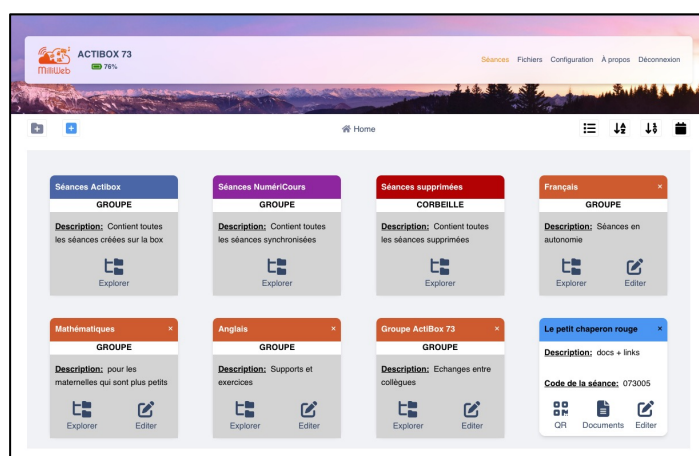 ACTIBOX 73
76%
MilliWeb
Séances Fichiers Configuration À propos Déconnexion
Home
Séances Actibox
GROUPE
Description: Contient toutes
les séances créées sur la box
Explorer
Séances NumériCours
GROUPE
Description: Contient toutes
les séances synchronisées
Explorer
Séances supprimées
CORBEILLE
Description: Contient toutes
les séances supprimées
Explorer
Français ×
GROUPE
Description: Séances en
autonomie
Explorer Editer
Mathématiques ×
GROUPE
Description: pour les
maternelles qui sont plus petits
Explorer Editer
Anglais ×
GROUPE
Description: Supports et
exercices
Explorer Editer
Groupe ActiBox 73 ×
GROUPE
Description: Echanges entre
collègues
Explorer Editer
Le petit chaperon rouge ×
Description: docs + links
Code de la séance: 073005
QR Documents Editer